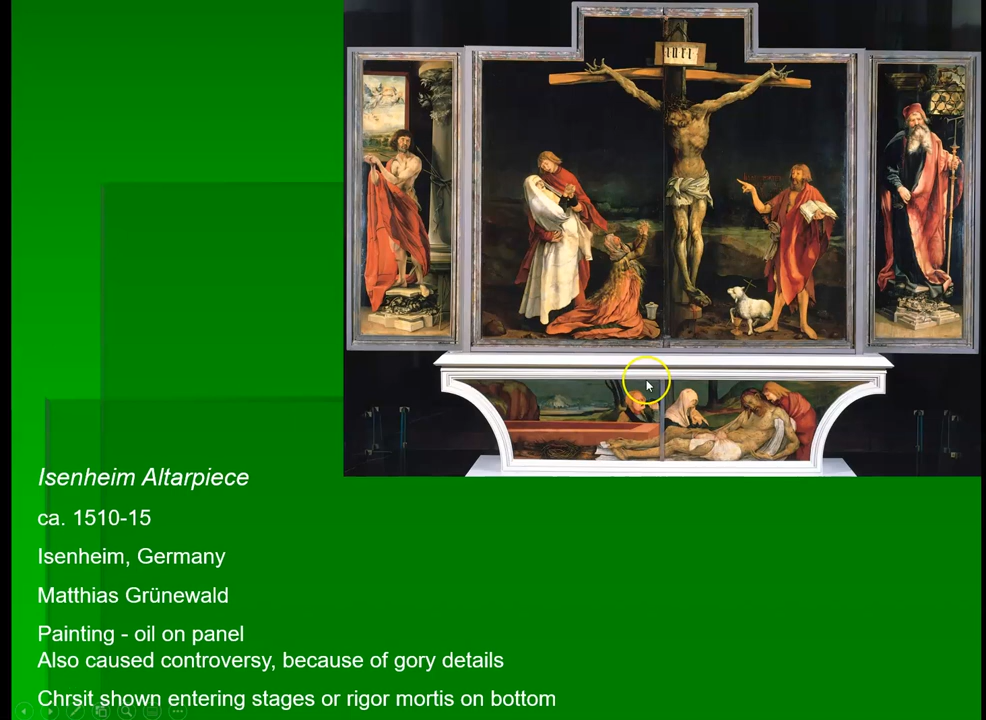 INRI
Isenheim Altarpiece
ca. 1510-15
Isenheim, Germany
Matthias Grünewald
Painting - oil on panel
Also caused controversy, because of gory details
Chrsit shown entering stages or rigor mortis on bottom